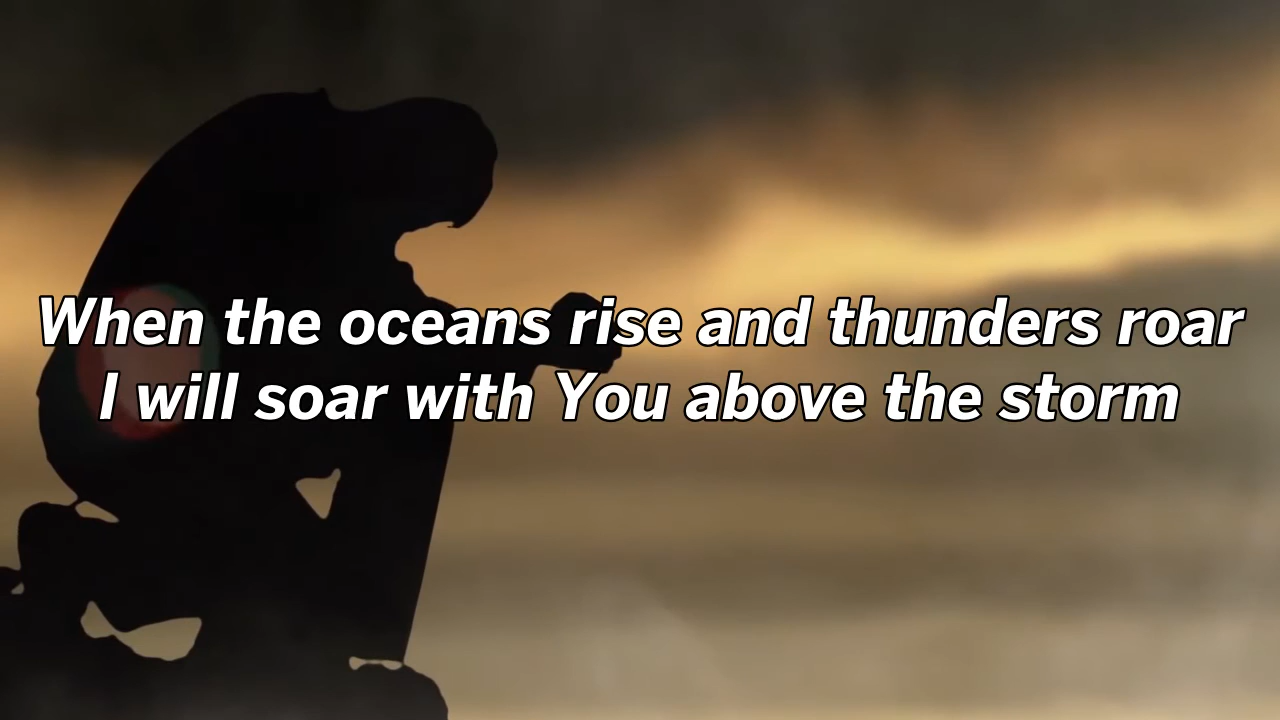 When the oceans rise and thunders roar
I will soar with You above the storm